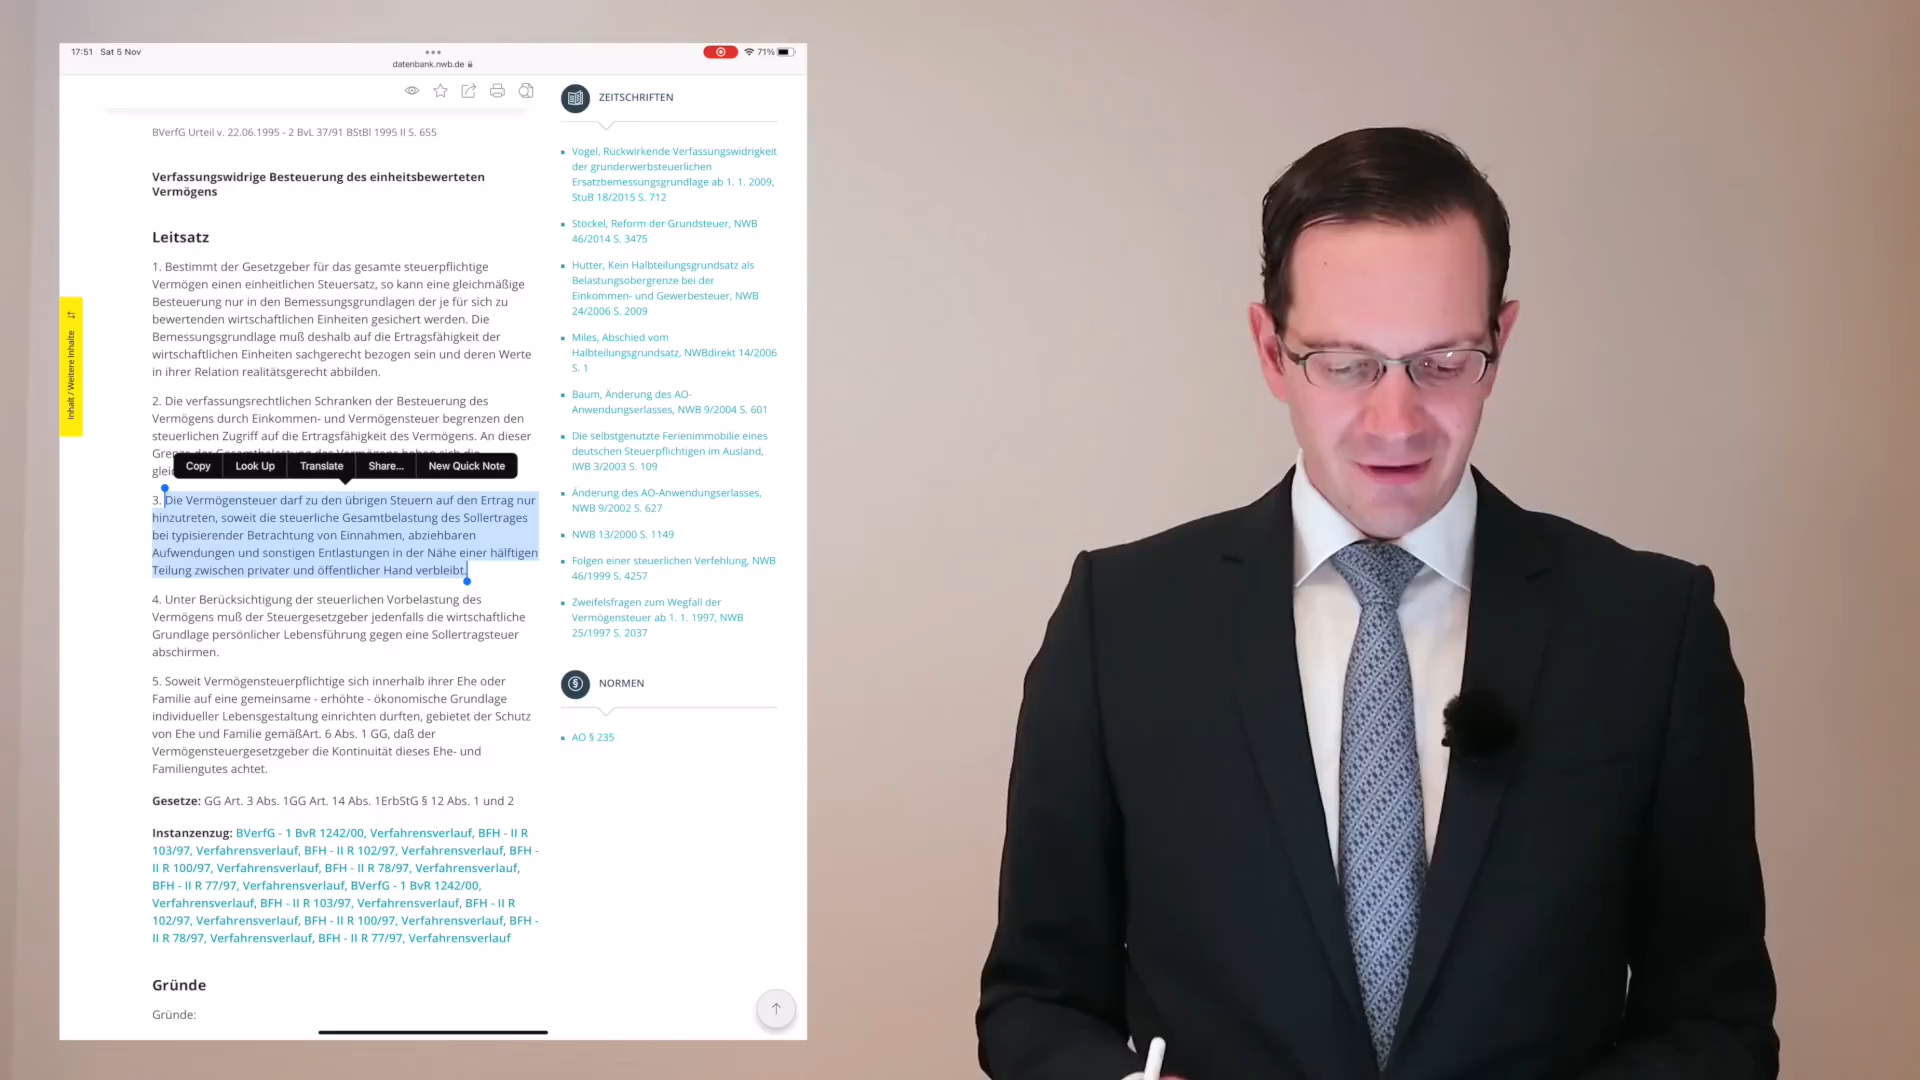 17:51 Sat 5 Nov
datenbank.nwb.de
71%
BVerfG Urteil v. 22.06.1995 - 2 BvL 37/91 BStBl 1995 II S. 655
Verfassungswidrige Besteuerung des einheitsbewerteten
Vermögens
Leitsatz
1. Bestimmt der Gesetzgeber für das gesamte steuerpflichtige
Vermögen einen einheitlichen Steuersatz, so kann eine gleichmäßige
Besteuerung nur in den Bemessungsgrundlagen der je für sich zu
bewertenden wirtschaftlichen Einheiten gesichert werden. Die
Bemessungsgrundlage muß deshalb auf die Ertragsfähigkeit der
wirtschaftlichen Einheiten sachgerecht bezogen sein und deren Werte
in ihrer Relation realitätsgerecht abbilden.
2. Die verfassungsrechtlichen Schranken der Besteuerung des
Vermögens durch Einkommen- und Vermögensteuer begrenzen den
steuerlichen Zugriff auf die Ertragsfähigkeit des Vermögens. An dieser
Copy Look Up Translate Share... New Quick Note
3. Die Vermögensteuer darf zu den übrigen Steuern auf den Ertrag nur
hinzutreten, soweit die steuerliche Gesamtbelastung des Sollertrages
bei typisierender Betrachtung von Einnahmen, abziehbaren
Aufwendungen und sonstigen Entlastungen in der Nähe einer hälftigen
Teilung zwischen privater und öffentlicher Hand verbleibt.
4. Unter Berücksichtigung der steuerlichen Vorbelastung des
Vermögens muß der Steuergesetzgeber jedenfalls die wirtschaftliche
Grundlage persönlicher Lebensführung gegen eine Sollertragsteuer
abschirmen.
5. Soweit Vermögensteuerpflichtige sich innerhalb ihrer Ehe oder
Familie auf eine gemeinsame - erhöhte - ökonomische Grundlage
individueller Lebensgestaltung einrichten durften, gebietet der Schutz
von Ehe und Familie gemäßArt. 6 Abs. 1 GG, daß der
Vermögensteuergesetzgeber die Kontinuität dieses Ehe- und
Familiengutes achtet.
Gesetze: GG Art. 3 Abs. 1GG Art. 14 Abs. 1ErbStG § 12 Abs. 1 und 2
Instanzenzug: BVerfG - 1 BvR 1242/00, Verfahrensverlauf, BFH - II R
103/97, Verfahrensverlauf, BFH - II R 102/97, Verfahrensverlauf, BFH -
II R 100/97, Verfahrensverlauf, BFH - II R 78/97, Verfahrensverlauf,
BFH - II R 77/97, Verfahrensverlauf, BVerfG - 1 BvR 1242/00,
Verfahrensverlauf, BFH - II R 103/97, Verfahrensverlauf, BFH - II R
102/97, Verfahrensverlauf, BFH - II R 100/97, Verfahrensverlauf, BFH -
II R 78/97, Verfahrensverlauf, BFH - II R 77/97, Verfahrensverlauf
Gründe
Gründe:
Inhalt / Weitere Inhalte
ZEITSCHRIFTEN
Vogel, Rückwirkende Verfassungswidrigkeit
der grunderwerbsteuerlichen
Ersatzbemessungsgrundlage ab 1. 1. 2009,
StuB 18/2015 S. 712
Stöckel, Reform der Grundsteuer, NWB
46/2014 S. 3475
Hutter, Kein Halbteilungsgrundsatz als
Belastungsobergrenze bei der
Einkommen- und Gewerbesteuer, NWB
24/2006 S. 2009
Miles, Abschied vom
Halbteilungsgrundsatz, NWBdirekt 14/2006
S. 1
Baum, Änderung des AO-
Anwendungserlasses, NWB 9/2004 S. 601
Die selbstgenutzte Ferienimmobilie eines
deutschen Steuerpflichtigen im Ausland,
IWB 3/2003 S. 109
Änderung des AO-Anwendungserlasses,
NWB 9/2002 S. 627
NWB 13/2000 S. 1149
Folgen einer steuerlichen Verfehlung, NWB
46/1999 S. 4257
Zweifelsfragen zum Wegfall der
Vermögensteuer ab 1. 1. 1997, NWB
25/1997 S. 2037
§ NORMEN
AO § 235